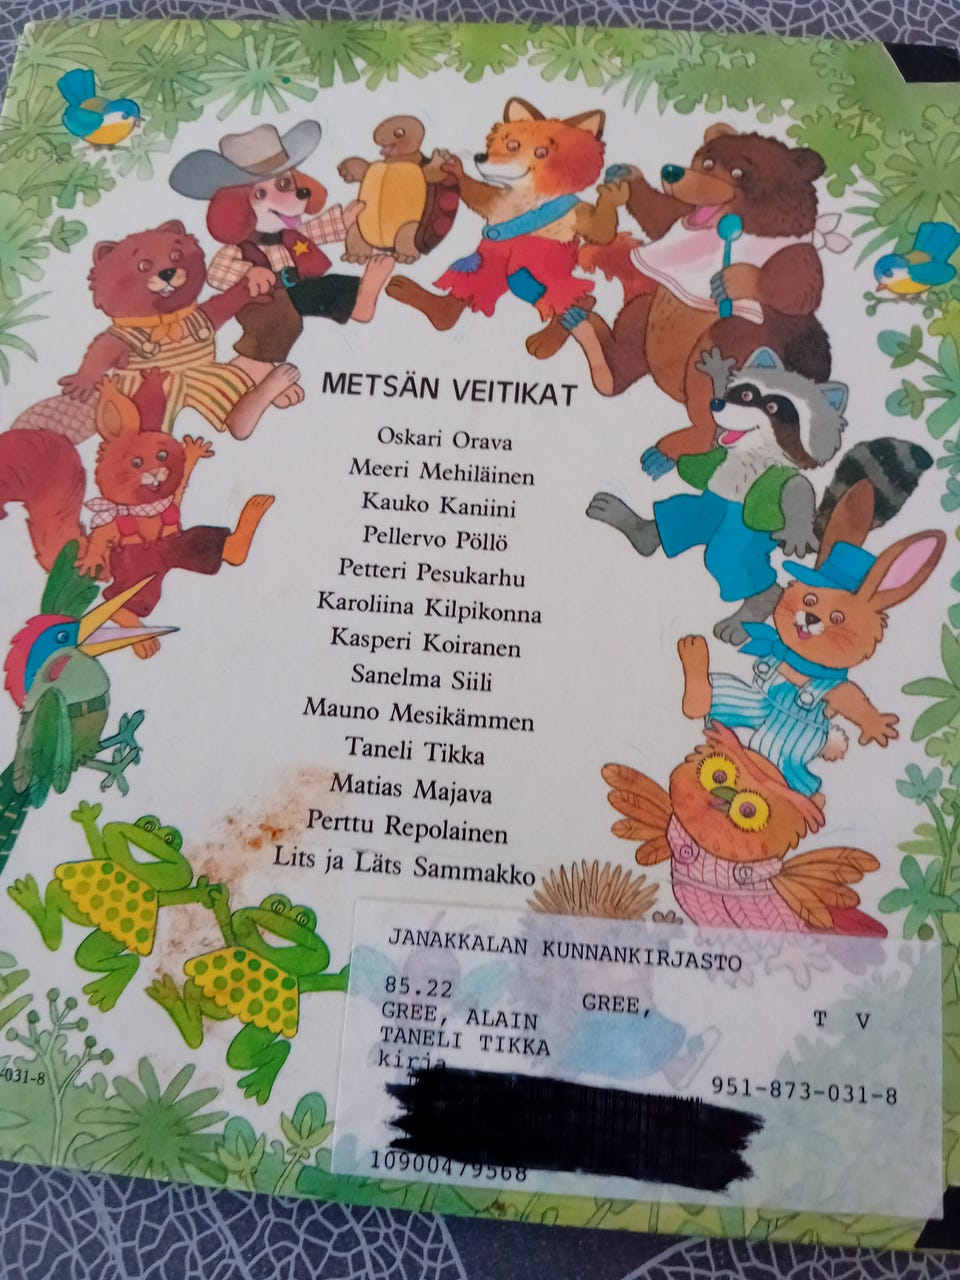 METSÄN VEITIKAT
Oskari Orava
Meeri Mehiläinen
Kauko Kaniini
Pellervo Pöllö
Petteri Pesukarhu
Karoliina Kilpikonna
Kasperi Koiranen
Sanelma Siili
Mauno Mesikämmen
Taneli Tikka
Matias Majava
Perttu Repolainen
Lits ja Läts Sammakko
JANAKKALAN KUNNANKIRJASTO
85.22 GREE, T V
GREE, ALAIN
TANELI TIKKA
kirja
951-873-031-8
10900479568
-031-8